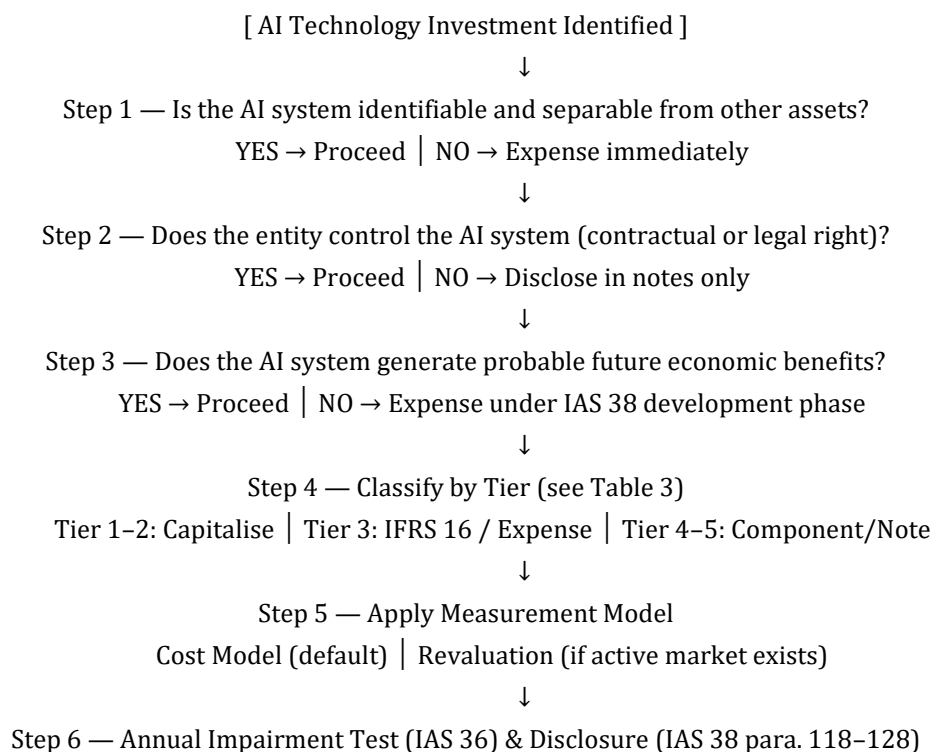 [ AI Technology Investment Identified ]
↓
Step 1 — Is the AI system identifiable and separable from other assets?
YES → Proceed │ NO → Expense immediately
↓
Step 2 — Does the entity control the AI system (contractual or legal right)?
YES → Proceed │ NO → Disclose in notes only
↓
Step 3 — Does the AI system generate probable future economic benefits?
YES → Proceed │ NO → Expense under IAS 38 development phase
↓
Step 4 — Classify by Tier (see Table 3)
Tier 1–2: Capitalise │ Tier 3: IFRS 16 / Expense │ Tier 4–5: Component/Note
↓
Step 5 — Apply Measurement Model
Cost Model (default) │ Revaluation (if active market exists)
↓
Step 6 — Annual Impairment Test (IAS 36) & Disclosure (IAS 38 para. 118–128)